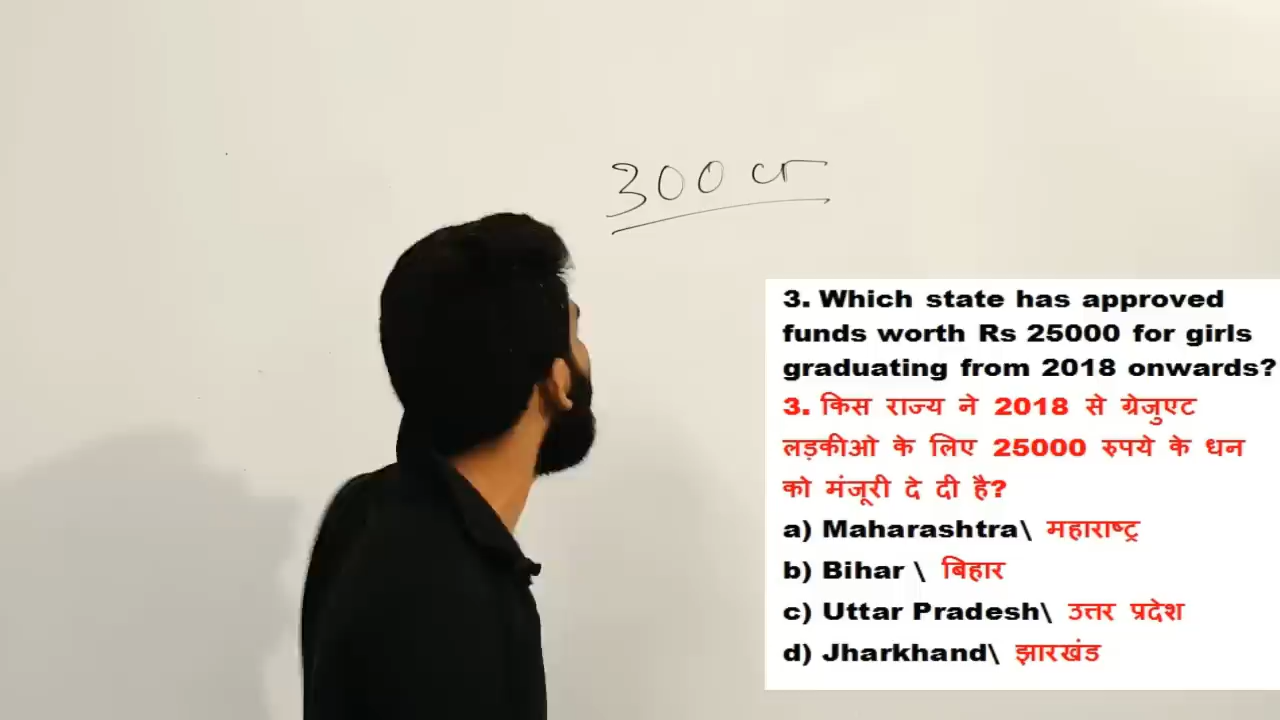 300 cr
3. Which state has approved
funds worth Rs 25000 for girls
graduating from 2018 onwards?
3. किस राज्य ने 2018 से ग्रेजुएट
लड़कीओ के लिए 25000 रुपये के धन
को मंजूरी दे दी है?
a) Maharashtra\ महाराष्ट्र
b) Bihar \ बिहार
c) Uttar Pradesh\ उत्तर प्रदेश
d) Jharkhand\ झारखंड